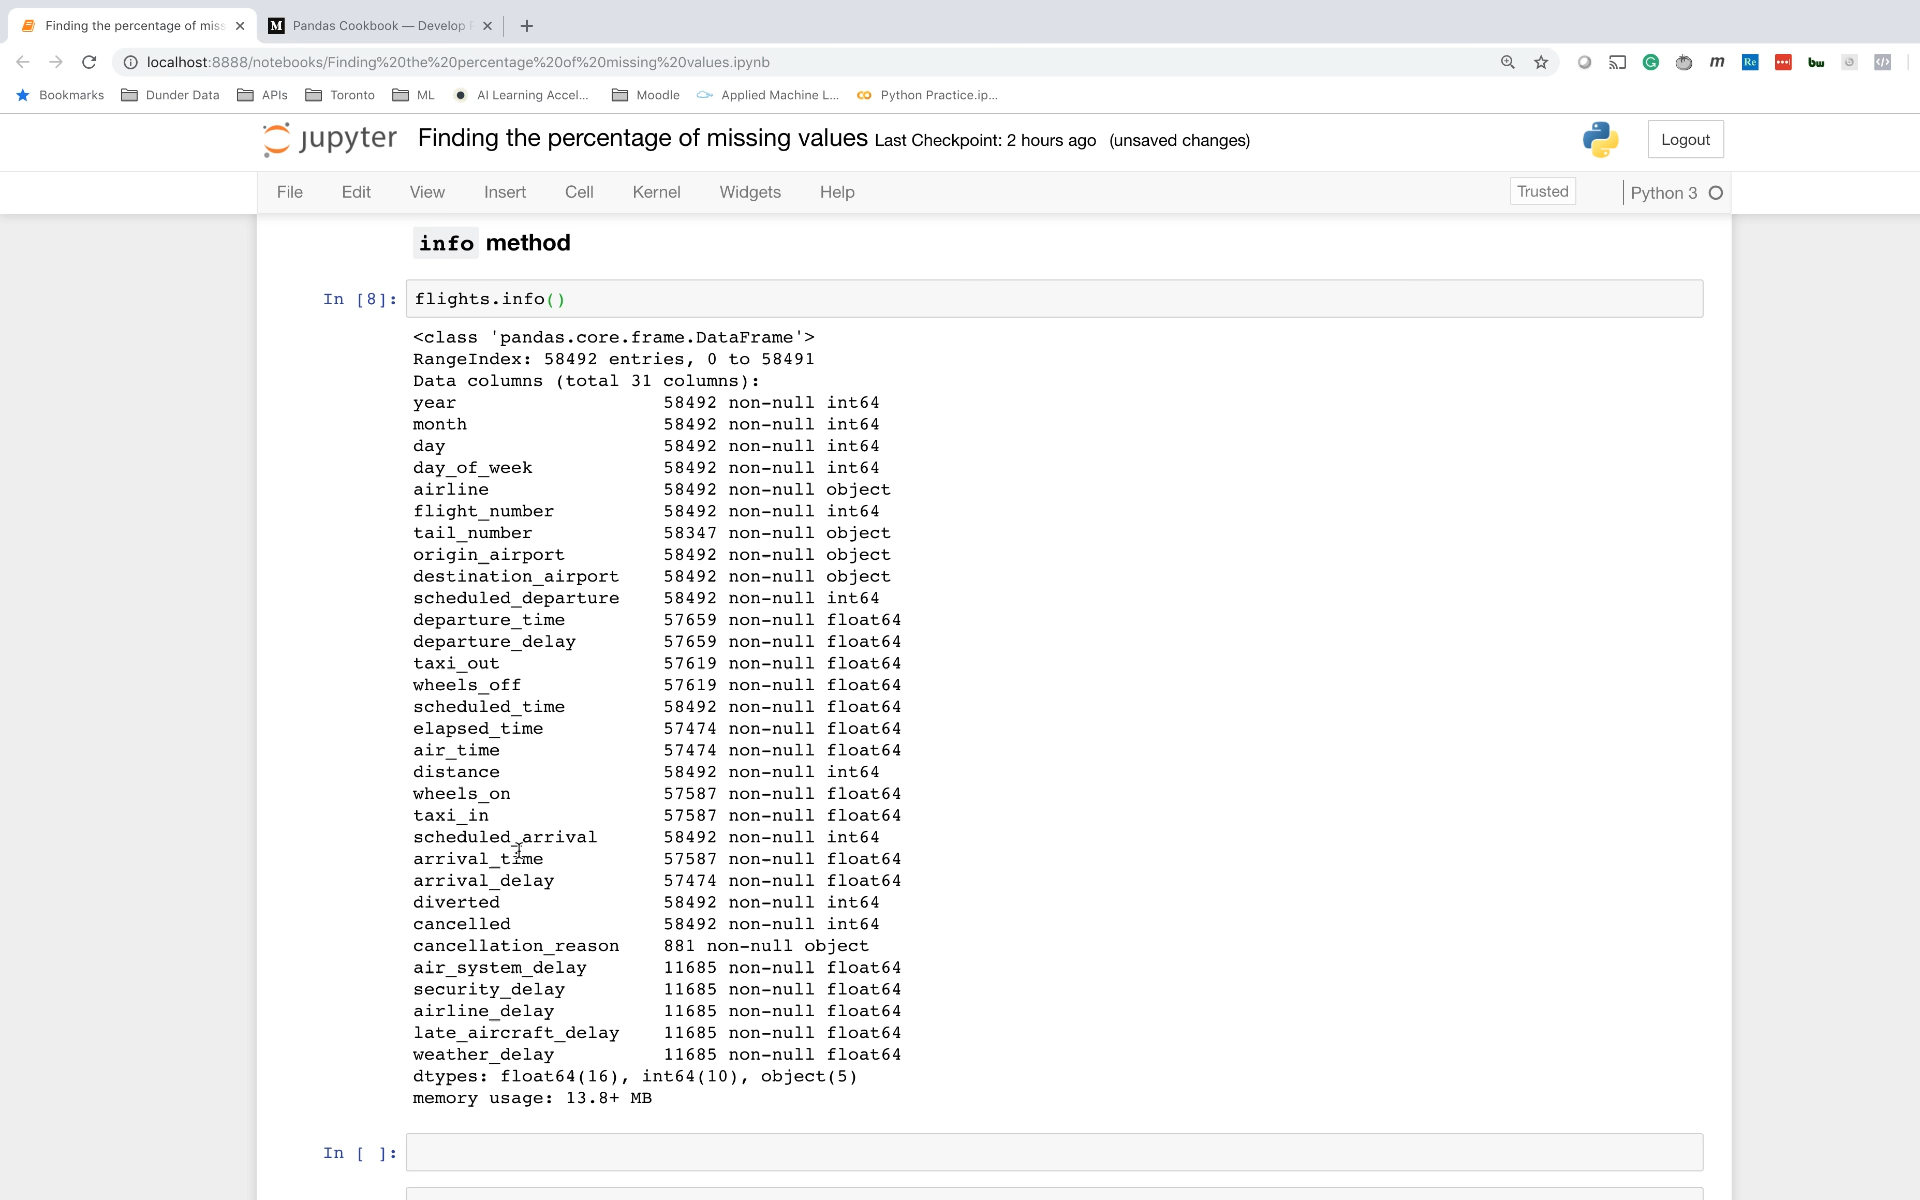 Finding the percentage of miss
M Pandas Cookbook — Develop
localhost:8888/notebooks/Finding%20the%20percentage%20of%20missing%20values.ipynb
m Re bw
Bookmarks Dunder Data APIs Toronto ML AI Learning Accel... Moodle Applied Machine L... Python Practice.ip...
jupyter Finding the percentage of missing values Last Checkpoint: 2 hours ago (unsaved changes) Logout
File Edit View Insert Cell Kernel Widgets Help Trusted Python 3
info method
In [8]: flights.info()
<class 'pandas.core.frame.DataFrame'>
RangeIndex: 58492 entries, 0 to 58491
Data columns (total 31 columns):
year 58492 non-null int64
month 58492 non-null int64
day 58492 non-null int64
day_of_week 58492 non-null int64
airline 58492 non-null object
flight_number 58492 non-null int64
tail_number 58347 non-null object
origin_airport 58492 non-null object
destination_airport 58492 non-null object
scheduled_departure 58492 non-null int64
departure_time 57659 non-null float64
departure_delay 57659 non-null float64
taxi_out 57619 non-null float64
wheels_off 57619 non-null float64
scheduled_time 58492 non-null float64
elapsed_time 57474 non-null float64
air_time 57474 non-null float64
distance 58492 non-null int64
wheels_on 57587 non-null float64
taxi_in 57587 non-null float64
scheduled_arrival 58492 non-null int64
arrival_time 57587 non-null float64
arrival_delay 57474 non-null float64
diverted 58492 non-null int64
cancelled 58492 non-null int64
cancellation_reason 881 non-null object
air_system_delay 11685 non-null float64
security_delay 11685 non-null float64
airline_delay 11685 non-null float64
late_aircraft_delay 11685 non-null float64
weather_delay 11685 non-null float64
dtypes: float64(16), int64(10), object(5)
memory usage: 13.8+ MB
In [ ]: